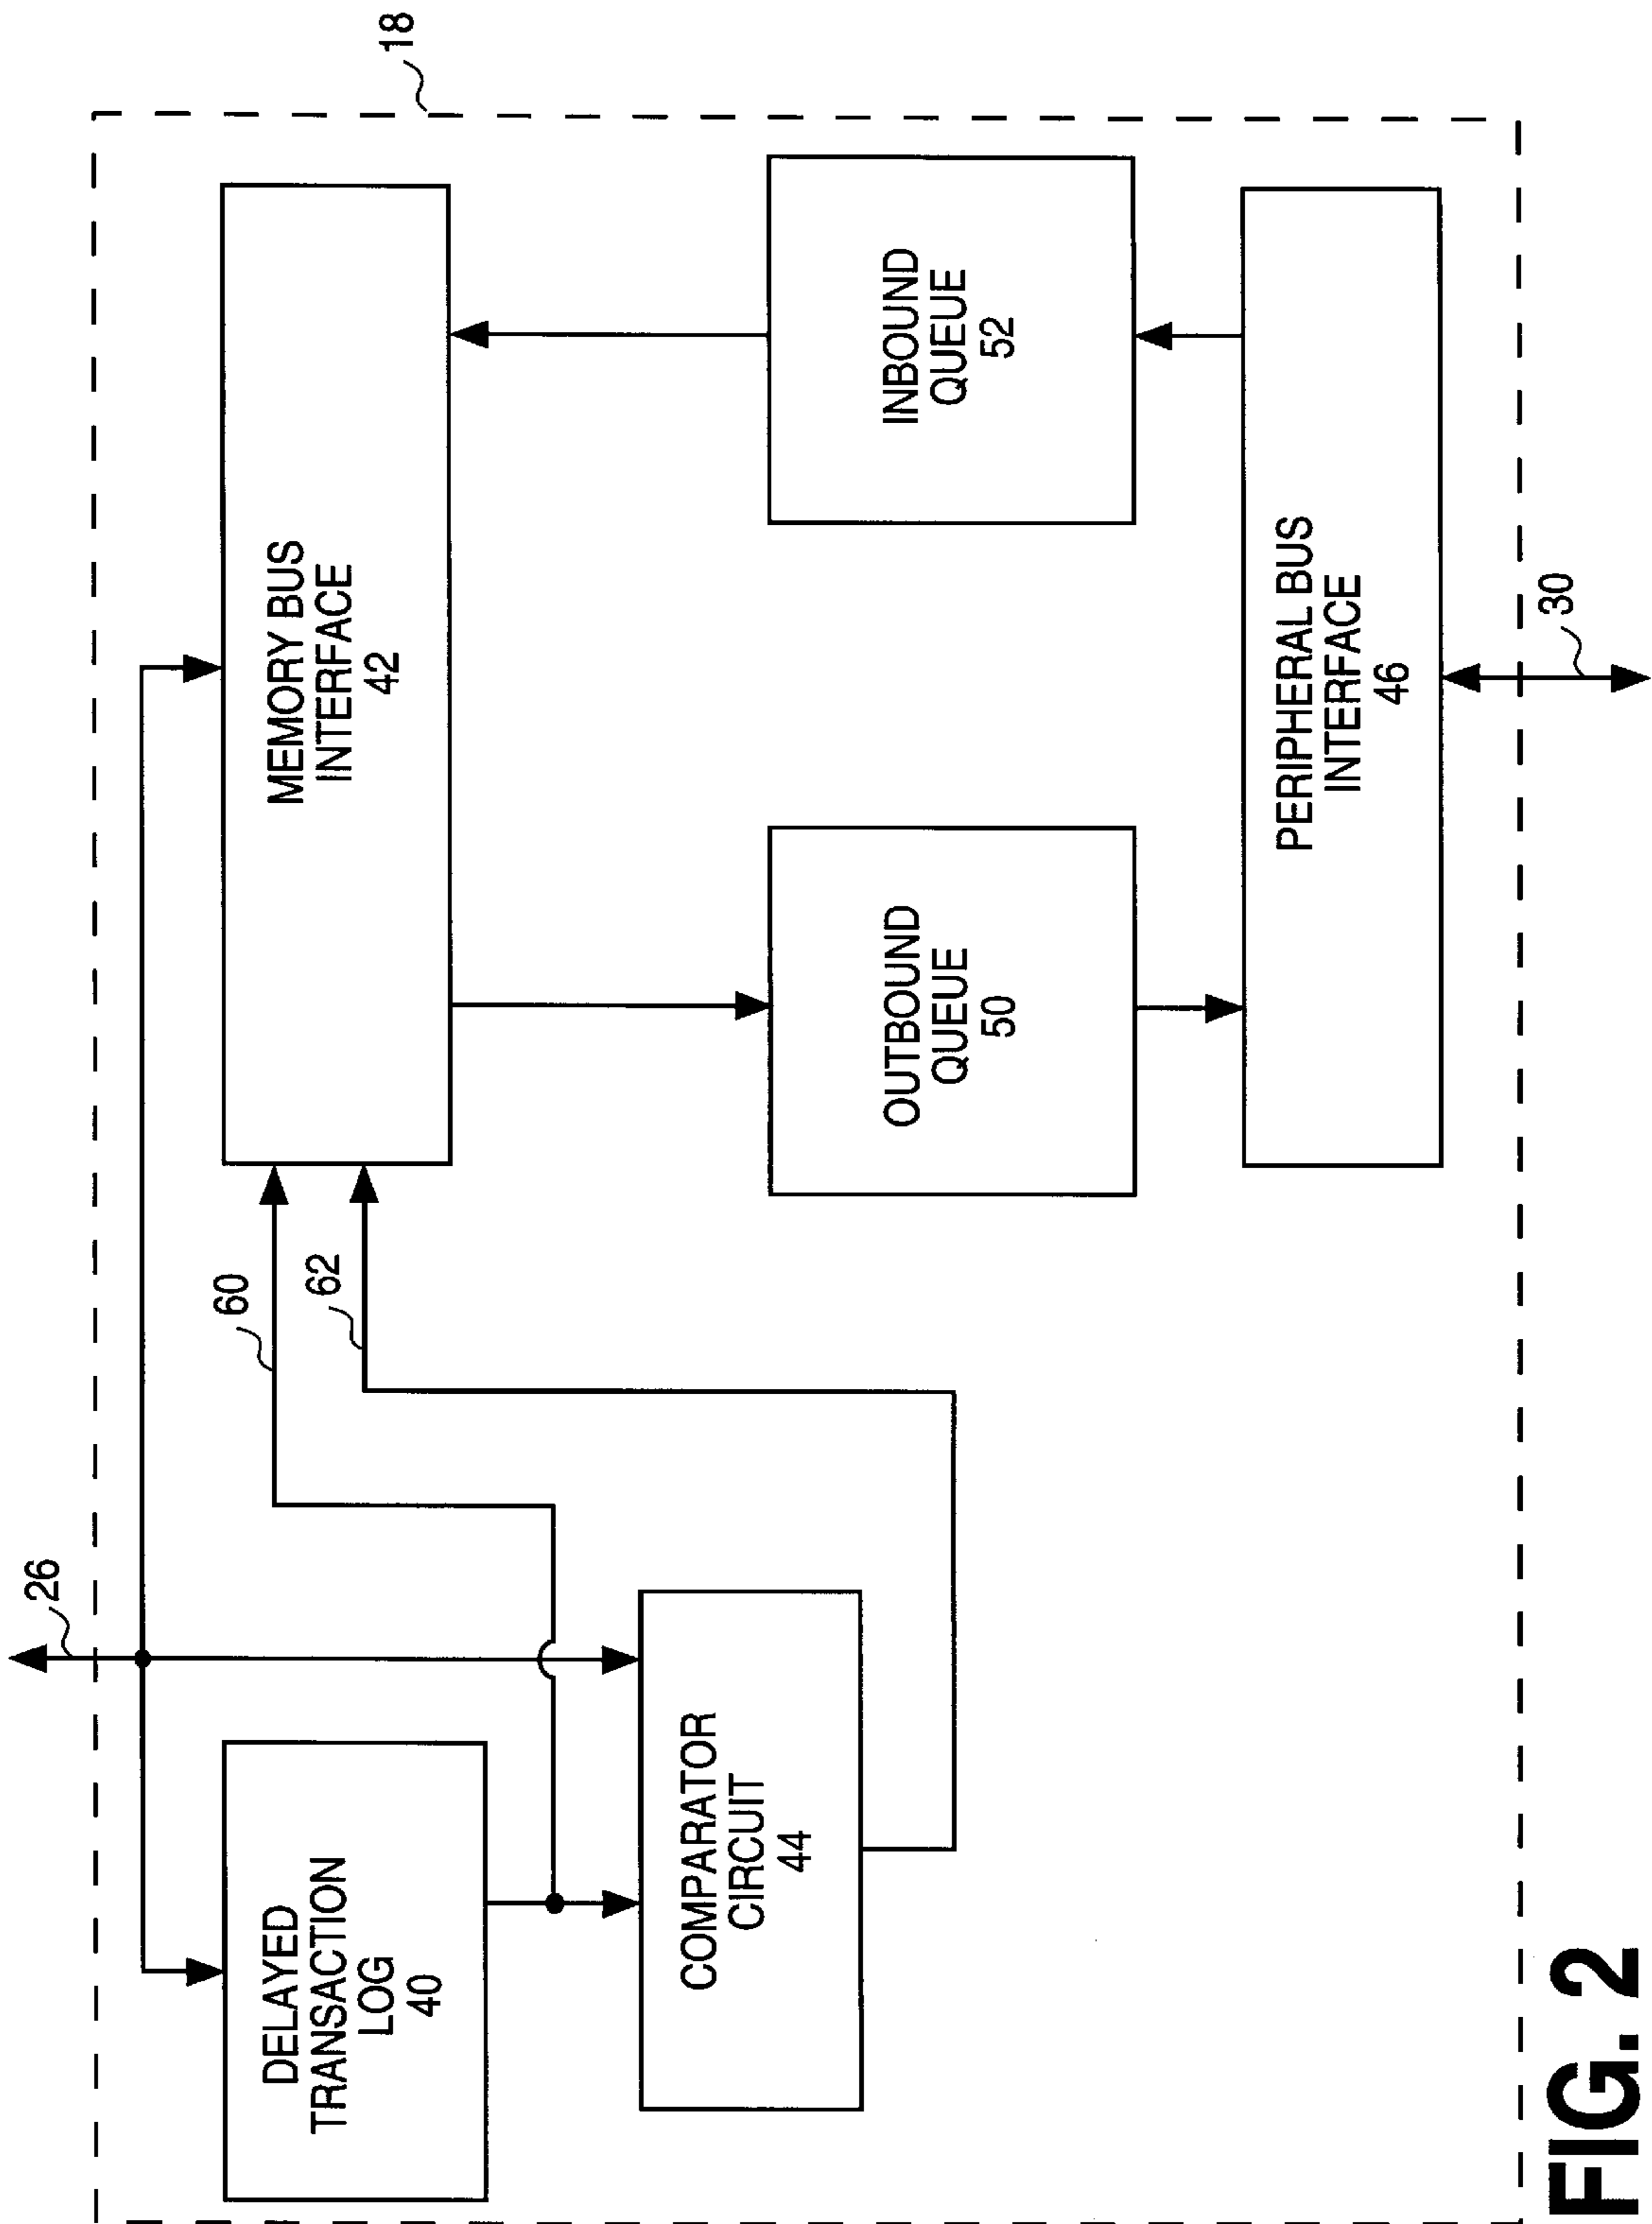 26
18
DELAYED
TRANSACTION
LOG
40
60
62
MEMORY BUS
INTERFACE
42
COMPARATOR
CIRCUIT
44
OUTBOUND
QUEUE
50
INBOUND
QUEUE
52
PERIPHERAL BUS
INTERFACE
46
30
FIG. 2